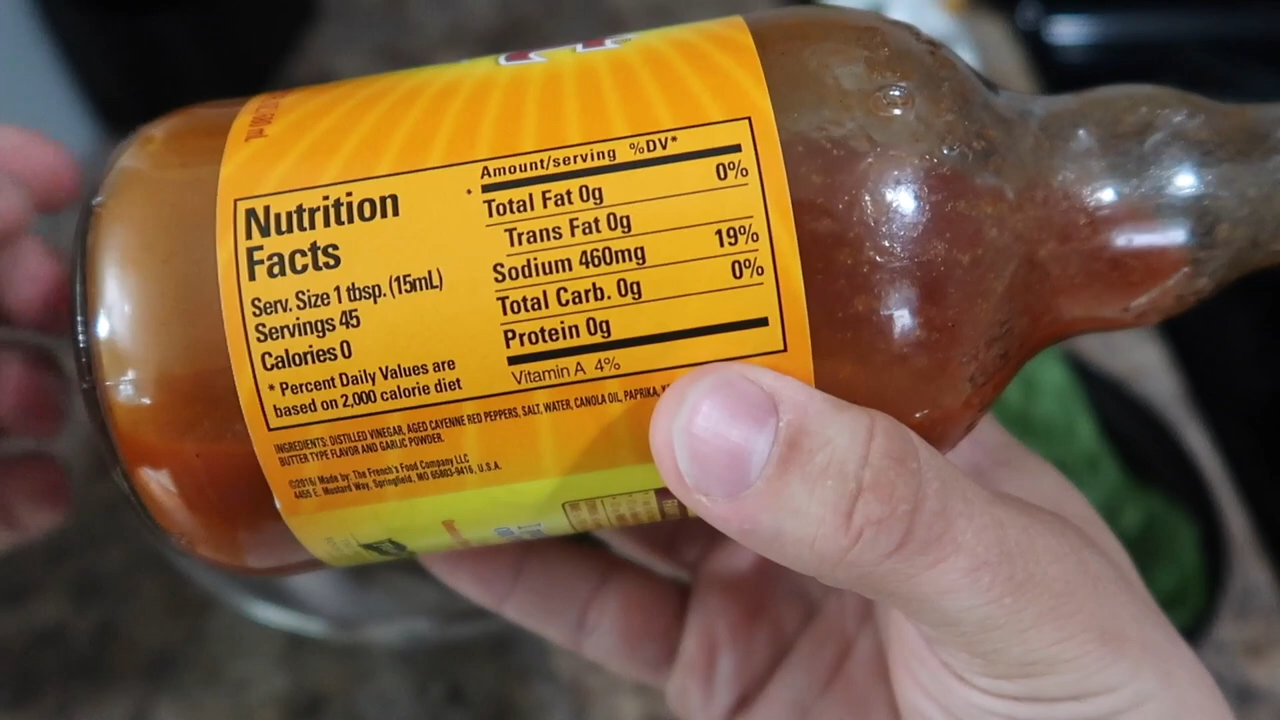 Nutrition
Facts
Serv. Size 1 tbsp. (15mL)
Servings 45
Calories 0
* Percent Daily Values are
based on 2,000 calorie diet
Amount/serving %DV*
Total Fat 0g 0%
Trans Fat 0g
Sodium 460mg 19%
Total Carb. 0g 0%
Protein 0g
Vitamin A 4%
INGREDIENTS: DISTILLED VINEGAR, AGED CAYENNE RED PEPPERS, SALT, WATER, CANOLA OIL, PAPRIKA,
BUTTER TYPE FLAVOR AND GARLIC POWDER.
©2016/ Made by: The French's Food Company LLC
4455 E. Mustard Way, Springfield, MO 65803-9416, U.S.A.